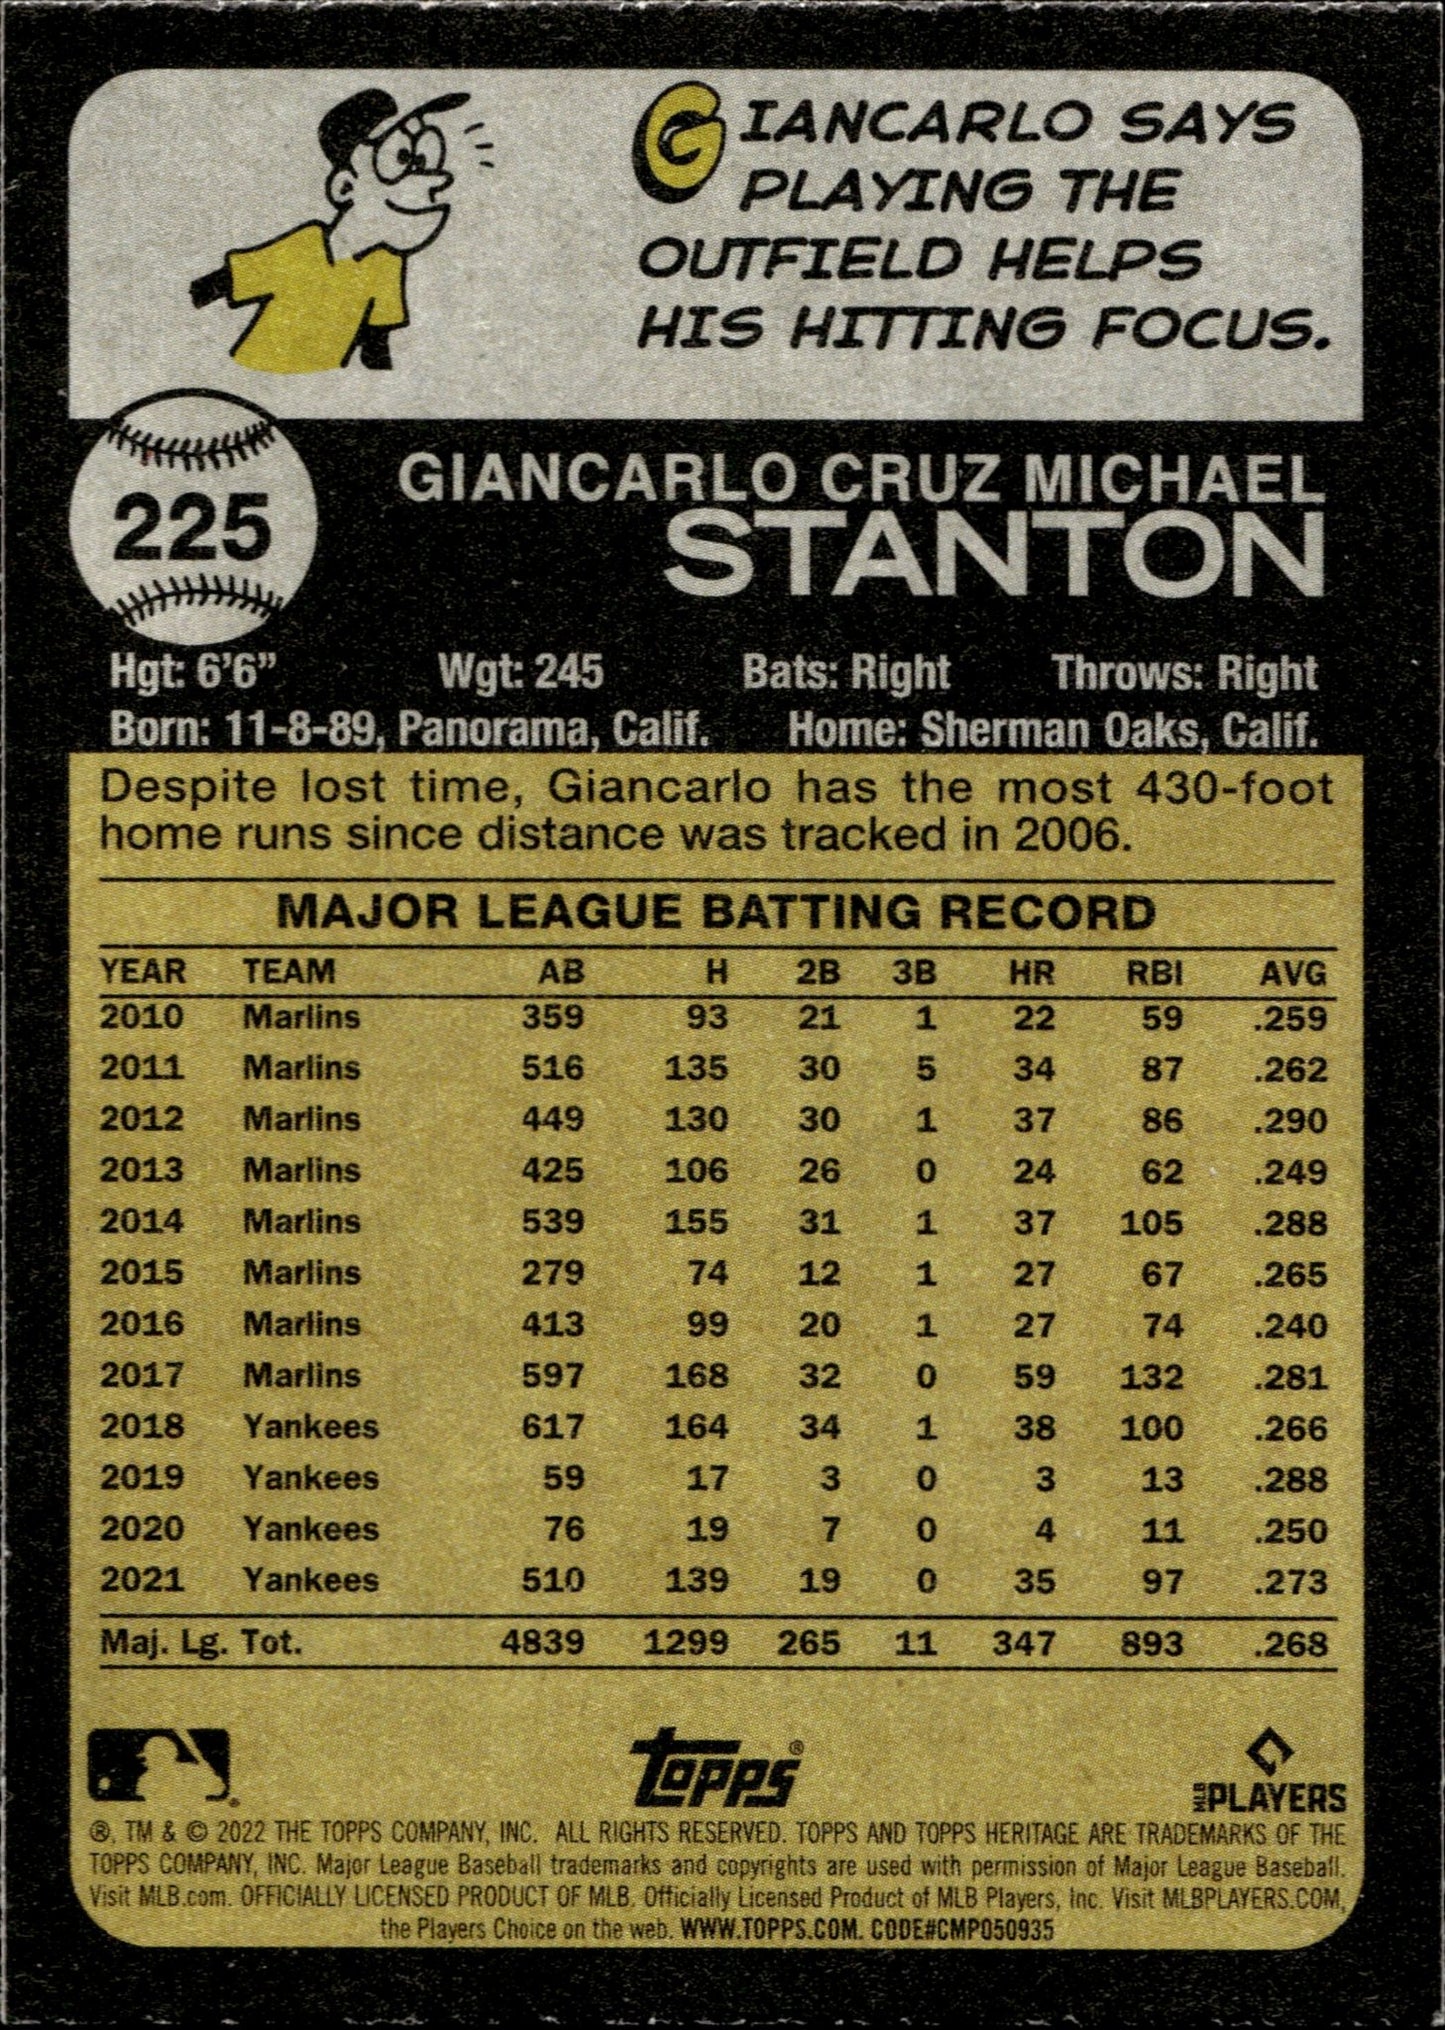 GIANCARLO SAYS
PLAYING THE
OUTFIELD HELPS
HIS HITTING FOCUS.
225
GIANCARLO CRUZ MICHAEL
STANTON
Hgt: 6'6" Wgt: 245 Bats: Right Throws: Right
Born: 11-8-89, Panorama, Calif. Home: Sherman Oaks, Calif.
Despite lost time, Giancarlo has the most 430-foot
home runs since distance was tracked in 2006.
MAJOR LEAGUE BATTING RECORD
YEAR TEAM AB H 2B 3B HR RBI AVG
2010 Marlins 359 93 21 1 22 59 .259
2011 Marlins 516 135 30 5 34 87 .262
2012 Marlins 449 130 30 1 37 86 .290
2013 Marlins 425 106 26 0 24 62 .249
2014 Marlins 539 155 31 1 37 105 .288
2015 Marlins 279 74 12 1 27 67 .265
2016 Marlins 413 99 20 1 27 74 .240
2017 Marlins 597 168 32 0 59 132 .281
2018 Yankees 617 164 34 1 38 100 .266
2019 Yankees 59 17 3 0 3 13 .288
2020 Yankees 76 19 7 0 4 11 .250
2021 Yankees 510 139 19 0 35 97 .273
Maj. Lg. Tot. 4839 1299 265 11 347 893 .268
topps®
MLB PLAYERS
®, TM & © 2022 THE TOPPS COMPANY, INC. ALL RIGHTS RESERVED. TOPPS AND TOPPS HERITAGE ARE TRADEMARKS OF THE
TOPPS COMPANY, INC. Major League Baseball trademarks and copyrights are used with permission of Major League Baseball.
Visit MLB.com. OFFICIALLY LICENSED PRODUCT OF MLB. Officially Licensed Product of MLB Players, Inc. Visit MLBPLAYERS.COM,
the Players Choice on the web. WWW.TOPPS.COM. CODE#CMP050935